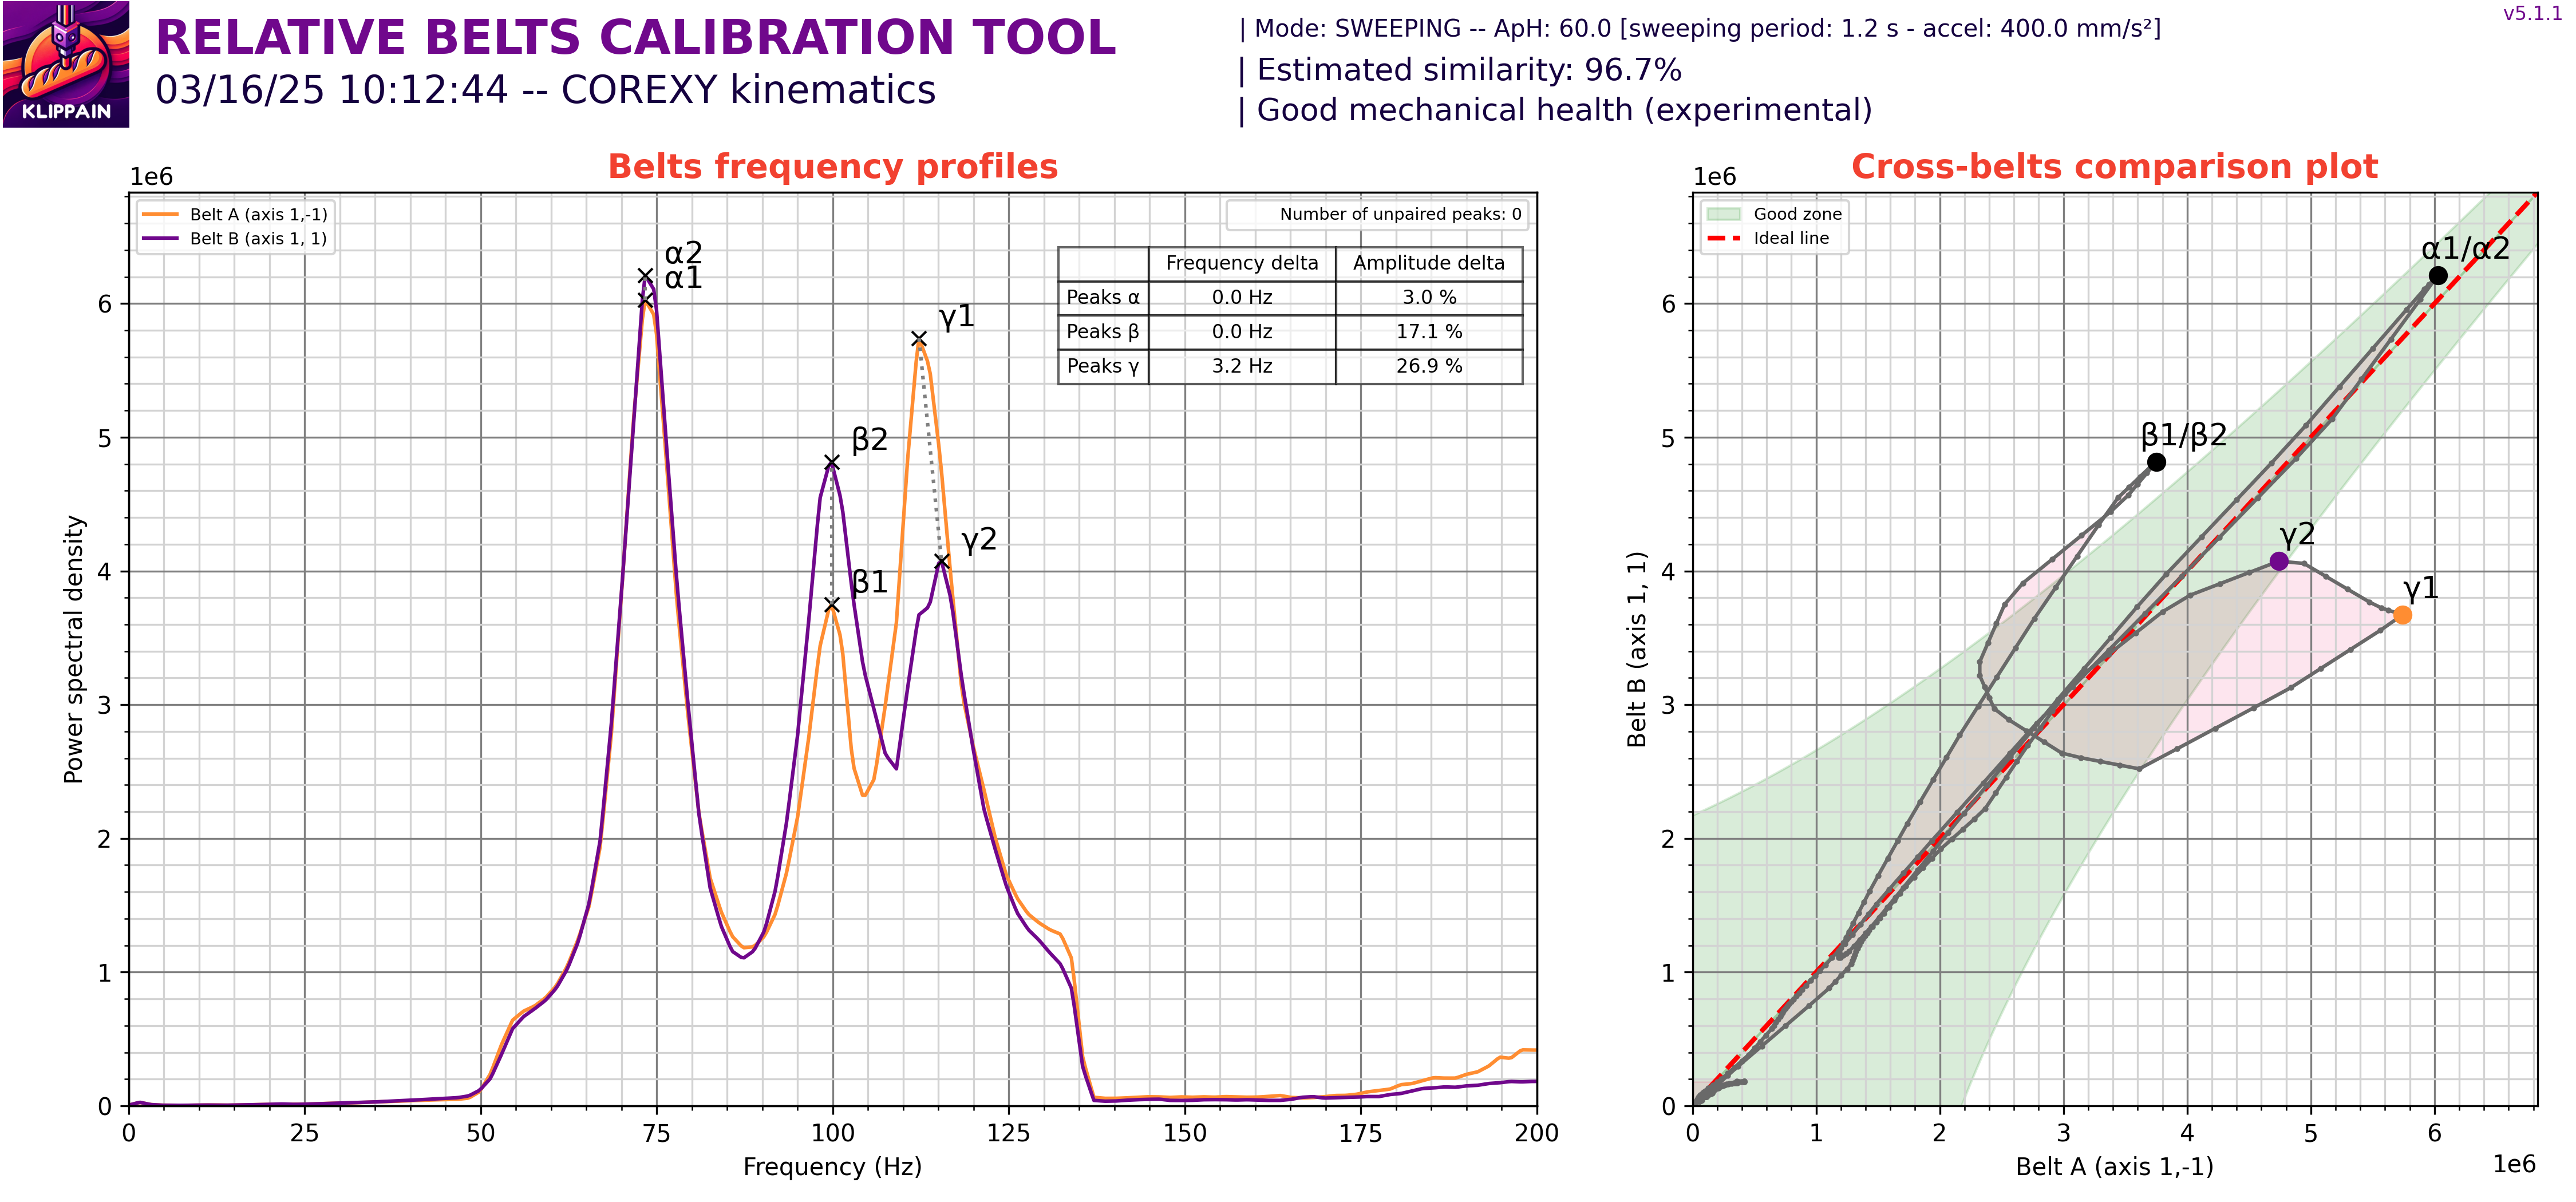 KLIPPAIN
RELATIVE BELTS CALIBRATION TOOL
03/16/25 10:12:44 -- COREXY kinematics
| Mode: SWEEPING -- ApH: 60.0 [sweeping period: 1.2 s - accel: 400.0 mm/s²]
| Estimated similarity: 96.7%
| Good mechanical health (experimental)
v5.1.1
Belts frequency profiles
1e6
Belt A (axis 1,-1)
Belt B (axis 1, 1)
Number of unpaired peaks: 0
Frequency delta Amplitude delta
Peaks α 0.0 Hz 3.0 %
Peaks β 0.0 Hz 17.1 %
Peaks γ 3.2 Hz 26.9 %
α2
α1
γ1
β2
γ2
β1
Power spectral density
6
5
4
3
2
1
0
0 25 50 75 100 125 150 175 200
Frequency (Hz)
Cross-belts comparison plot
1e6
Good zone
Ideal line
α1/α2
β1/β2
γ2
γ1
Belt B (axis 1, 1)
6
5
4
3
2
1
0
0 1 2 3 4 5 6
Belt A (axis 1,-1)
1e6